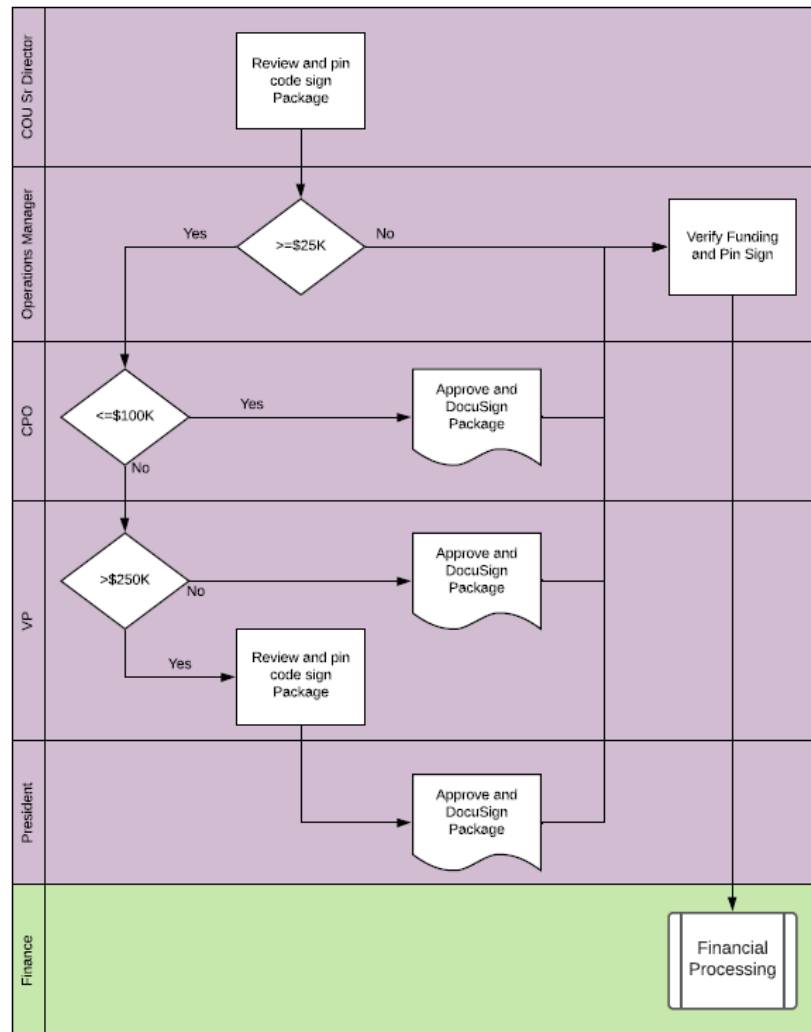 COU Sr Director
Review and pin
code sign
Package
Operations Manager
Yes
>=$25K
No
Verify Funding
and Pin Sign
CPO
<=$100K
Yes
No
Approve and
DocuSign
Package
VP
>$250K
No
Approve and
DocuSign
Package
Yes
Review and pin
code sign
Package
President
Approve and
DocuSign
Package
Finance
Financial
Processing